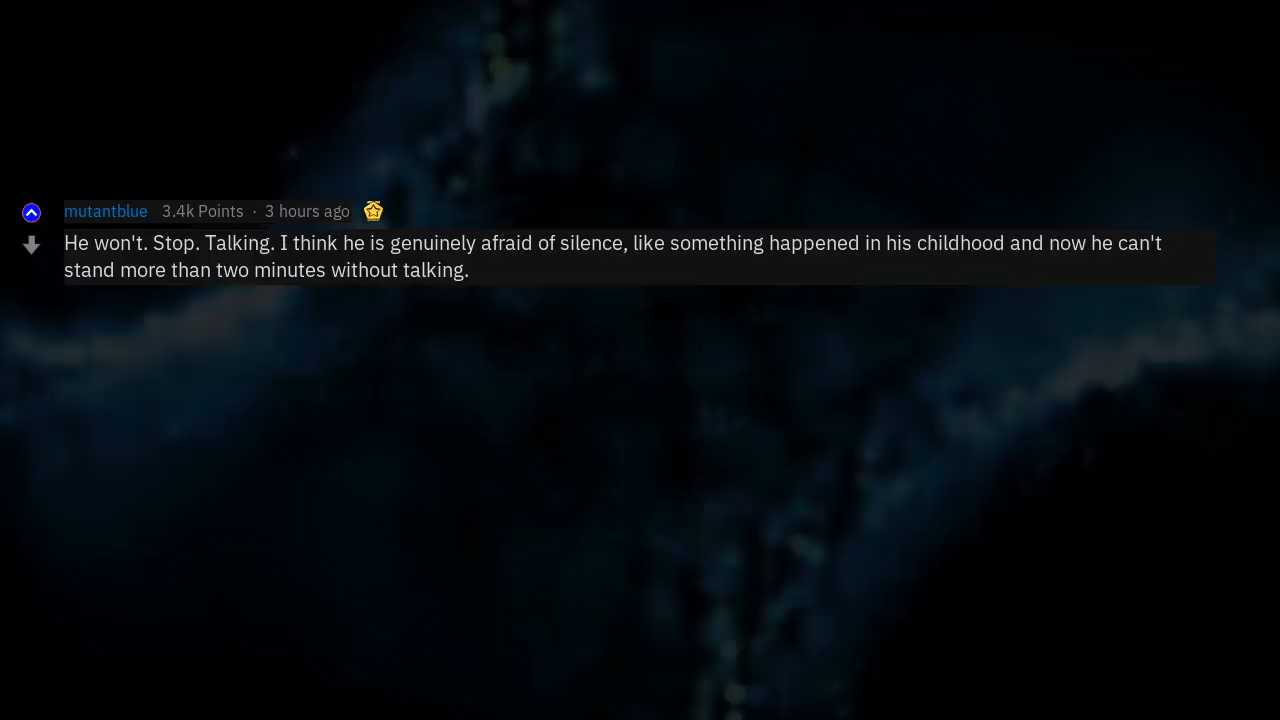 mutantblue 3.4k Points · 3 hours ago
He won't. Stop. Talking. I think he is genuinely afraid of silence, like something happened in his childhood and now he can't
stand more than two minutes without talking.